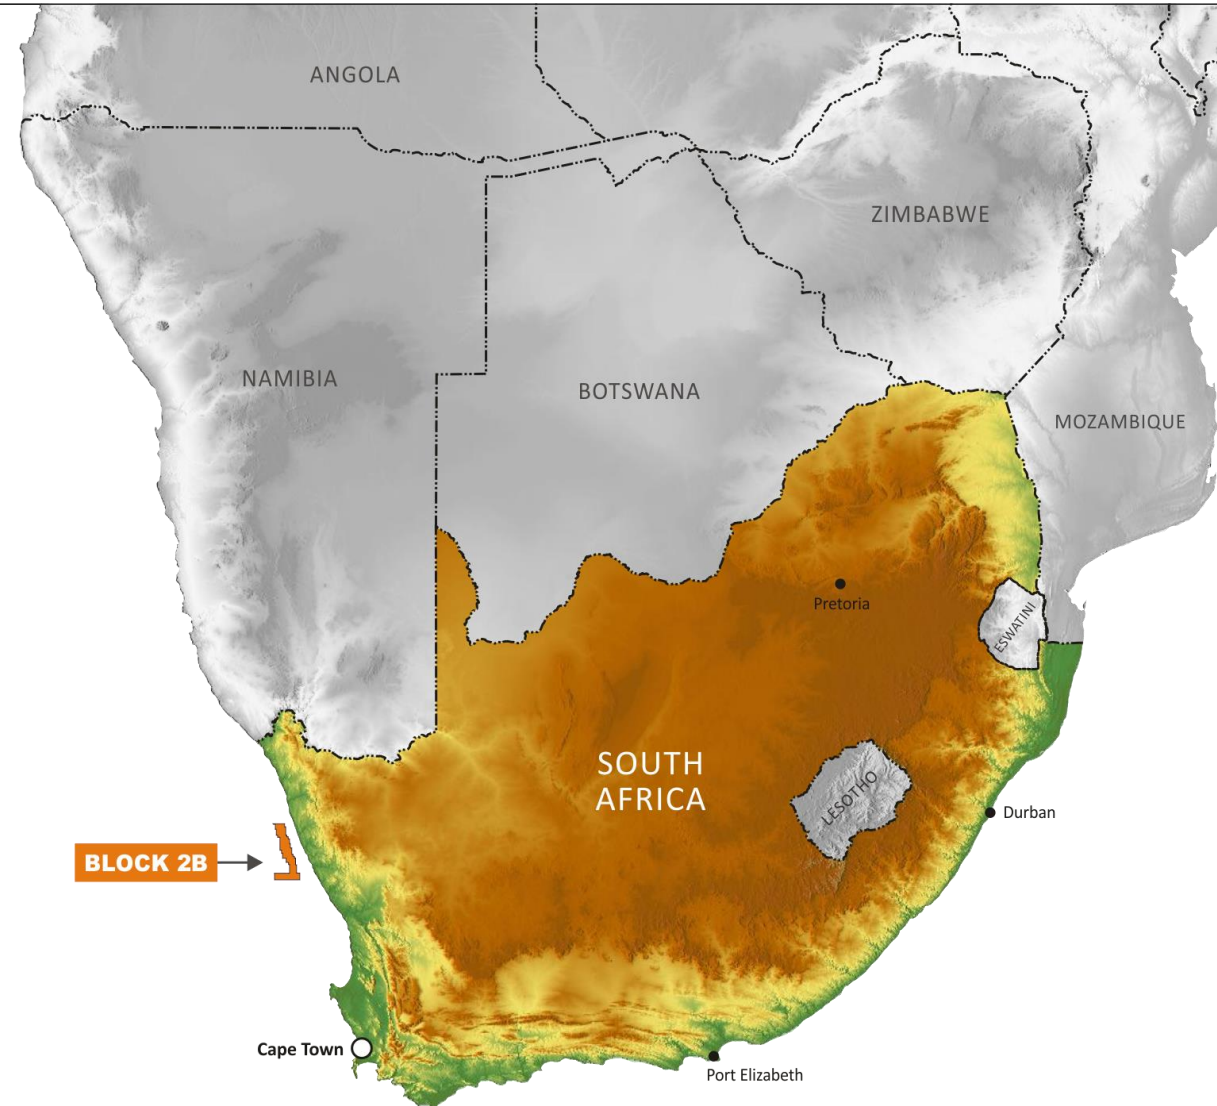 ANGOLA
ZIMBABWE
NAMIBIA
BOTSWANA
MOZAMBIQUE
Pretoria
ESWATINI
SOUTH
AFRICA
LESOTHO
Durban
BLOCK 2B
Cape Town
Port Elizabeth